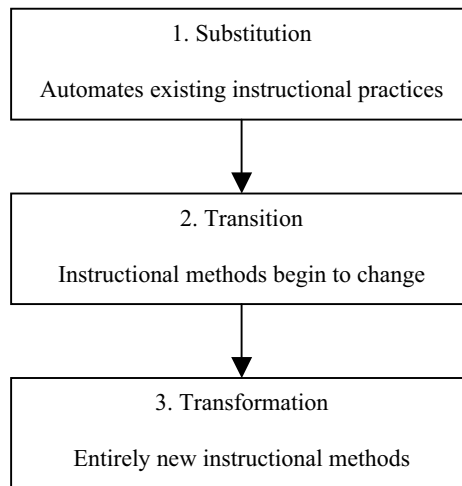 1. Substitution
Automates existing instructional practices
2. Transition
Instructional methods begin to change
3. Transformation
Entirely new instructional methods